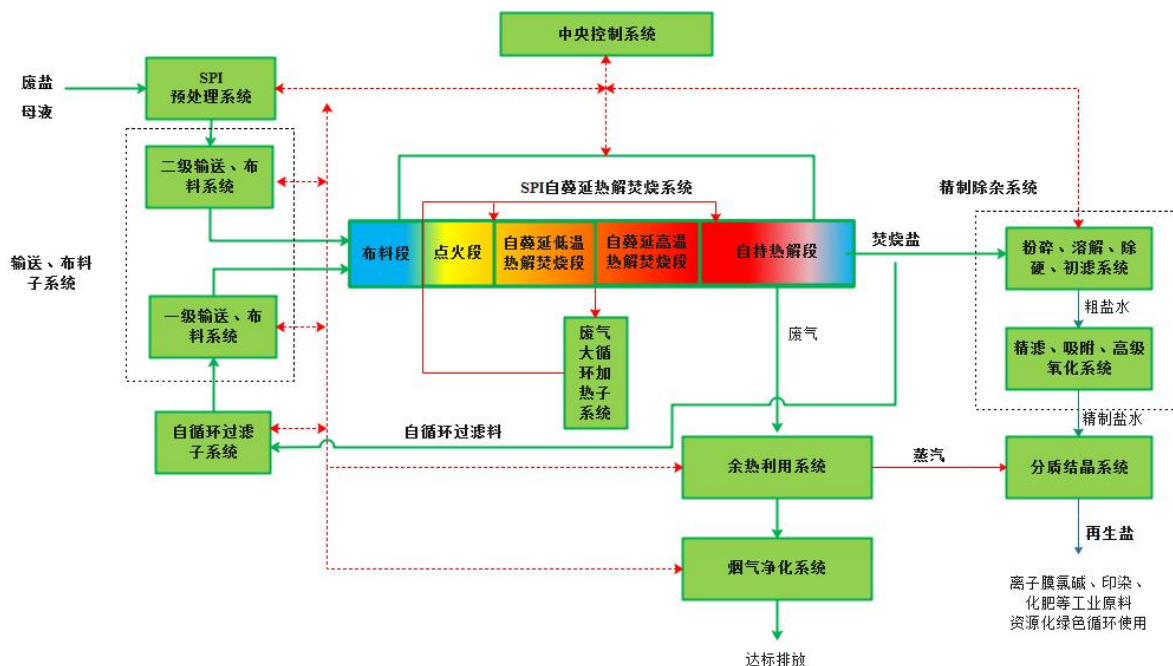 中央控制系统
废盐
母液
SPI
预处理系统
二级输送、布
料系统
输送、布料
子系统
一级输送、布
料系统
自循环过滤
子系统
SPI自蔓延热解焚烧系统
布料段
点火段
自蔓延低温
热解焚烧段
自蔓延高温
热解焚烧段
自持热解段
焚烧盐
废气
大循
环加
热子
系统
废气
自循环过滤料
余热利用系统
蒸汽
烟气净化系统
达标排放
精制除杂系统
粉碎、溶解、除
硬、初滤系统
粗盐水
精滤、吸附、高级
氧化系统
精制盐水
分质结晶系统
再生盐
离子膜氯碱、印染、
化肥等工业原料
资源化绿色循环使用